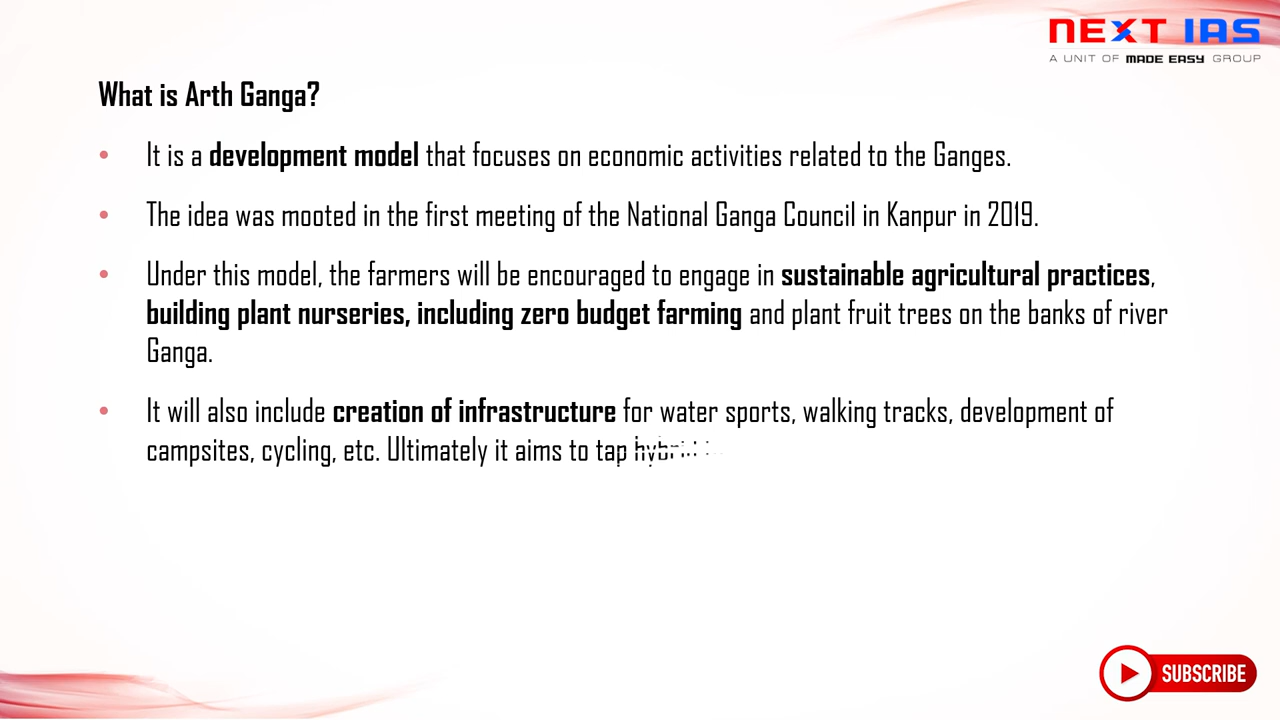 NEXT IAS
A UNIT OF MADE EASY GROUP
What is Arth Ganga?
• It is a development model that focuses on economic activities related to the Ganges.
• The idea was mooted in the first meeting of the National Ganga Council in Kanpur in 2019.
• Under this model, the farmers will be encouraged to engage in sustainable agricultural practices,
building plant nurseries, including zero budget farming and plant fruit trees on the banks of river
Ganga.
• It will also include creation of infrastructure for water sports, walking tracks, development of
campsites, cycling, etc. Ultimately it aims to tap
SUBSCRIBE